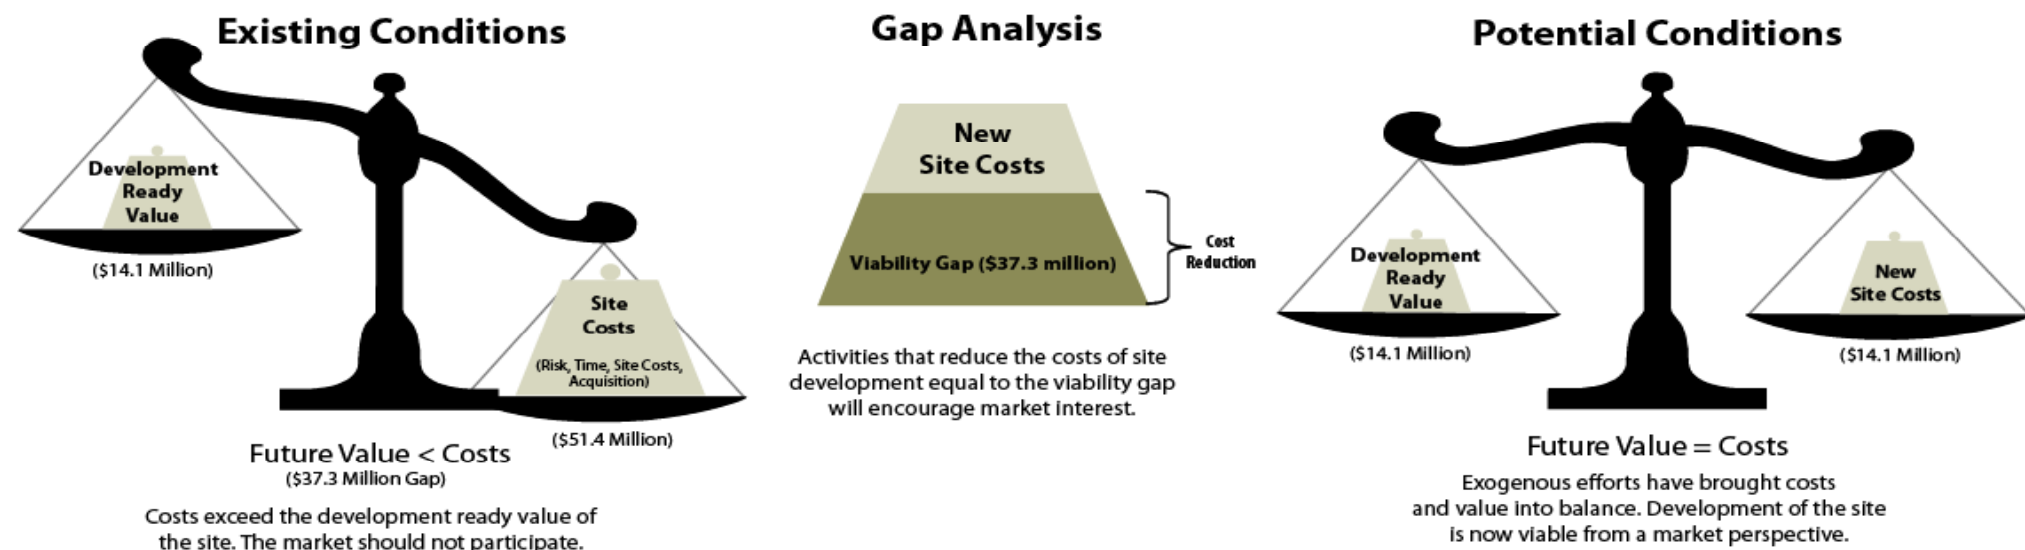 Existing Conditions
Development
Ready
Value
($14.1 Million)
Site
Costs
(Risk, Time, Site Costs,
Acquisition)
($51.4 Million)
Future Value < Costs
($37.3 Million Gap)
Costs exceed the development ready value of
the site. The market should not participate.
Gap Analysis
New
Site Costs
Viability Gap ($37.3 million)
Cost
Reduction
Activities that reduce the costs of site
development equal to the viability gap
will encourage market interest.
Potential Conditions
Development
Ready
Value
($14.1 Million)
New
Site Costs
($14.1 Million)
Future Value = Costs
Exogenous efforts have brought costs
and value into balance. Development of the site
is now viable from a market perspective.